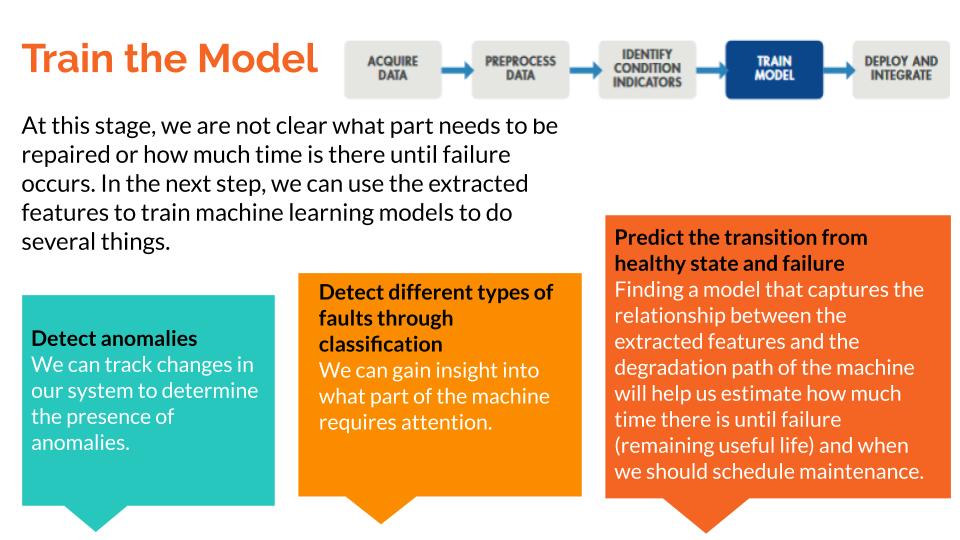 Train the Model
ACQUIRE
DATA
PREPROCESS
DATA
IDENTIFY
CONDITION
INDICATORS
TRAIN
MODEL
DEPLOY AND
INTEGRATE
At this stage, we are not clear what part needs to be
repaired or how much time is there until failure
occurs. In the next step, we can use the extracted
features to train machine learning models to do
several things.
Detect anomalies
We can track changes in
our system to determine
the presence of
anomalies.
Detect different types of
faults through
classification
We can gain insight into
what part of the machine
requires attention.
Predict the transition from
healthy state and failure
Finding a model that captures the
relationship between the
extracted features and the
degradation path of the machine
will help us estimate how much
time there is until failure
(remaining useful life) and when
we should schedule maintenance.